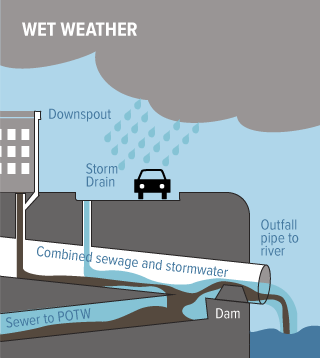 WET WEATHER
Downspout
Storm
Drain
Outfall
pipe to
river
Combined sewage and stormwater
Sewer to POTW
Dam